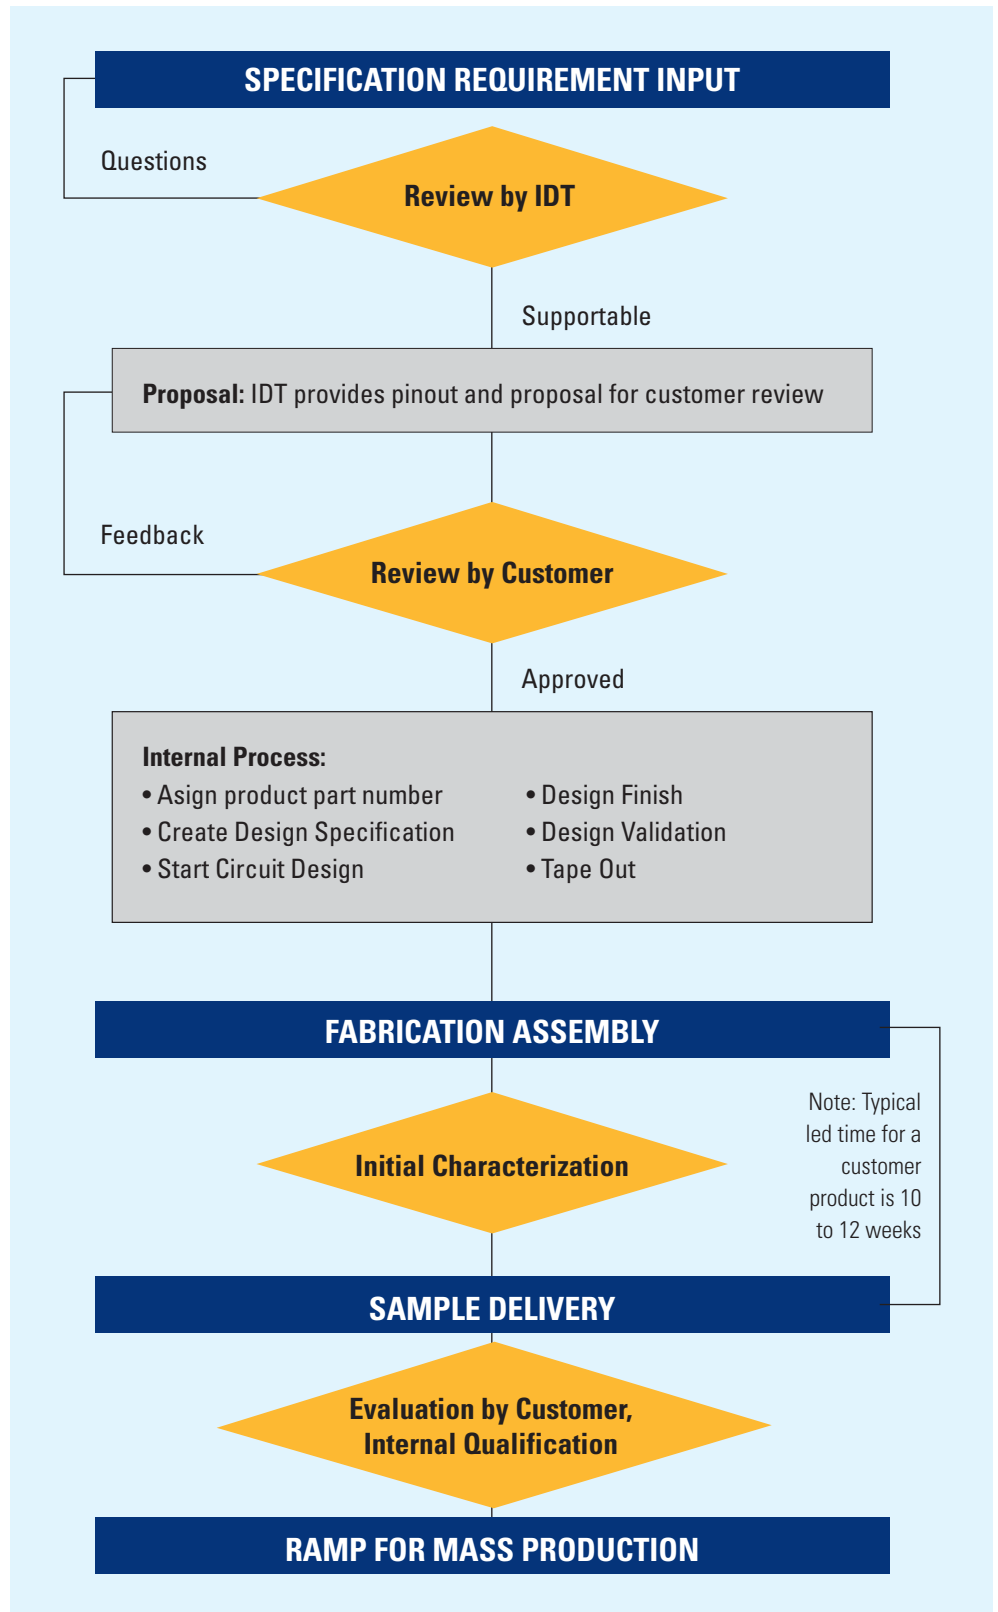 SPECIFICATION REQUIREMENT INPUT
Questions
Review by IDT
Supportable
Proposal: IDT provides pinout and proposal for customer review
Feedback
Review by Customer
Approved
Internal Process:
• Asign product part number
• Create Design Specification
• Start Circuit Design
• Design Finish
• Design Validation
• Tape Out
FABRICATION ASSEMBLY
Note: Typical
led time for a
customer
product is 10
to 12 weeks
Initial Characterization
SAMPLE DELIVERY
Evaluation by Customer,
Internal Qualification
RAMP FOR MASS PRODUCTION